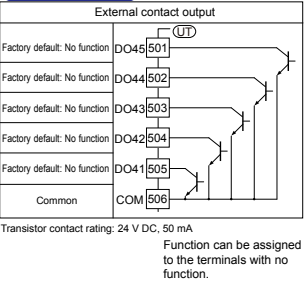 External contact output
UT
Factory default: No function DO45 501
Factory default: No function DO44 502
Factory default: No function DO43 503
Factory default: No function DO42 504
Factory default: No function DO41 505
Common COM 506
Transistor contact rating: 24 V DC, 50 mA
Function can be assigned
to the terminals with no
function.